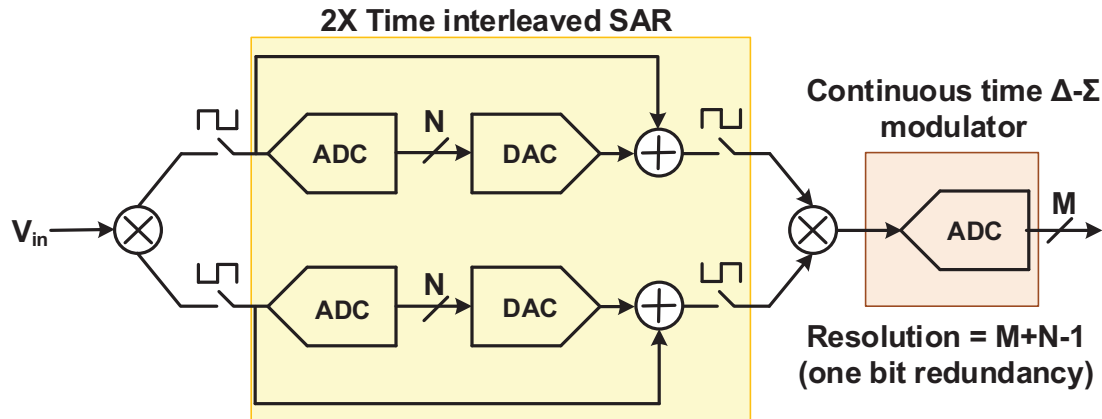 2X Time interleaved SAR
Continuous time Δ-Σ
modulator
N
ADC
DAC
V_in
M
ADC
N
ADC
DAC
Resolution = M+N-1
(one bit redundancy)